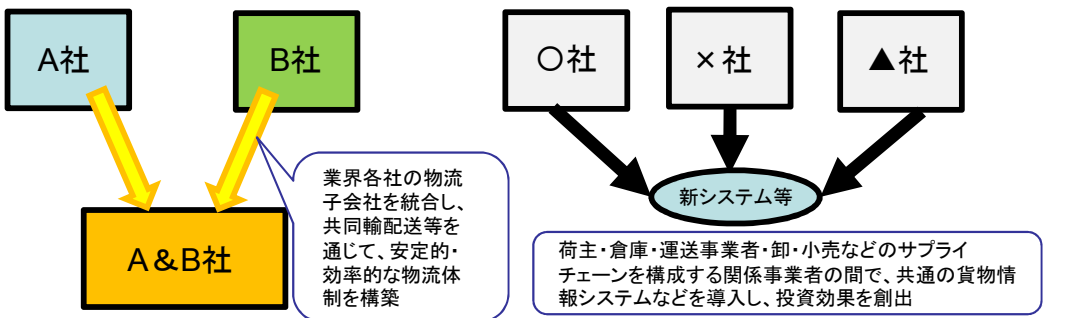 A社
B社
業界各社の物流
子会社を統合し、
共同輸配送等を
通じて、安定的・
効率的な物流体
制を構築
A&B社
〇社
×社
▲社
新システム等
荷主・倉庫・運送事業者・卸・小売などのサプライ
チェーンを構成する関係事業者の間で、共通の貨物情
報システムなどを導入し、投資効果を創出